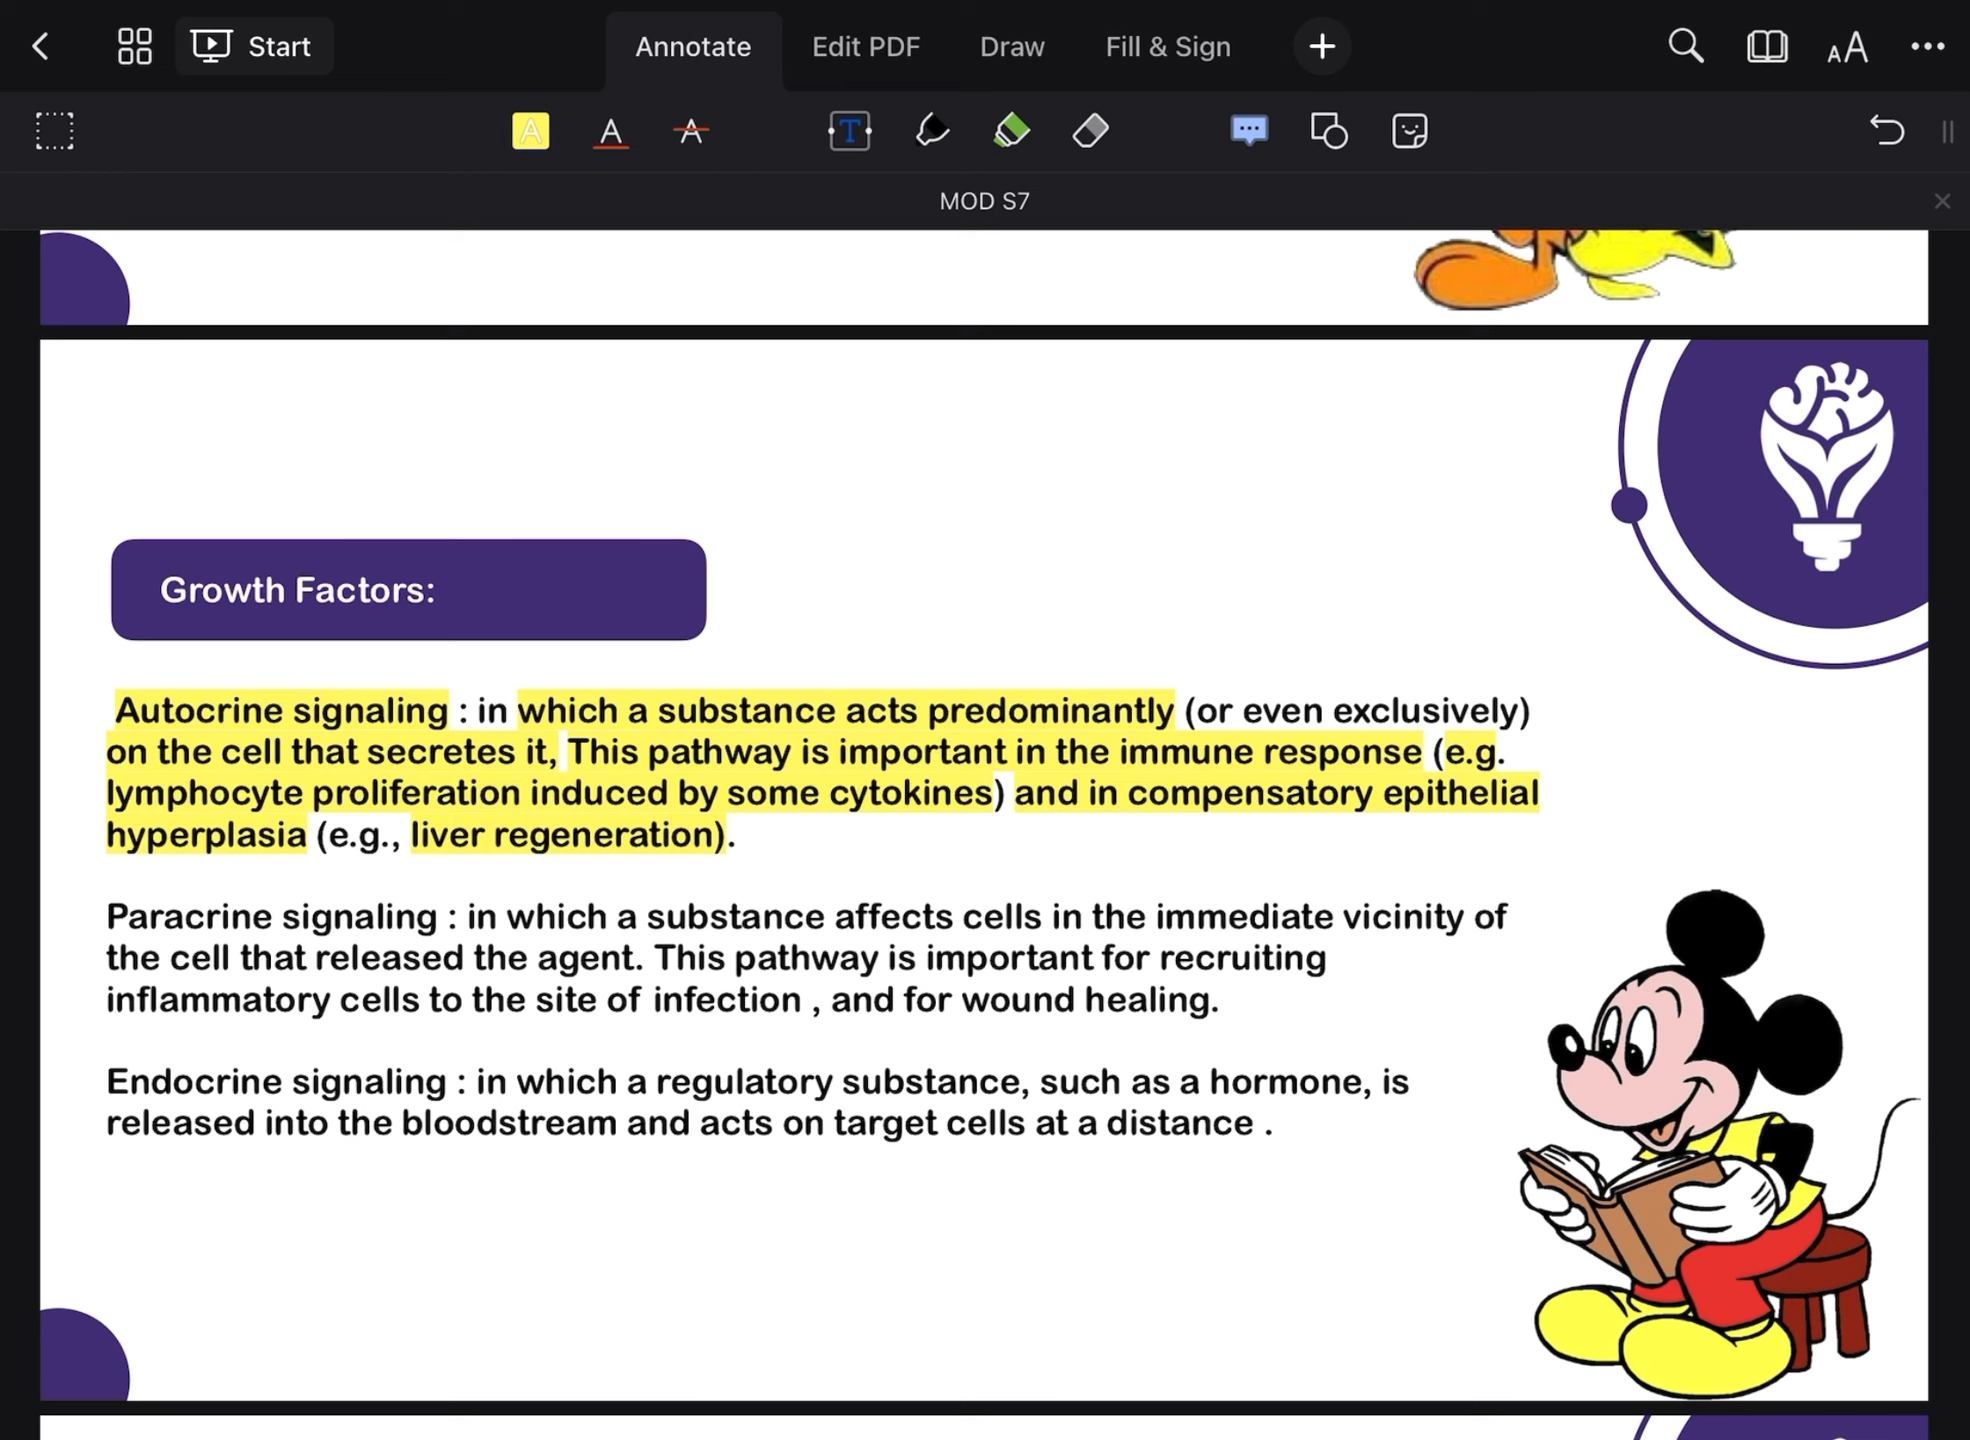 Start
Annotate
Edit PDF
Draw
Fill & Sign
AA
A
A
A
T
MOD S7
Growth Factors:
Autocrine signaling : in which a substance acts predominantly (or even exclusively)
on the cell that secretes it, This pathway is important in the immune response (e.g.
lymphocyte proliferation induced by some cytokines) and in compensatory epithelial
hyperplasia (e.g., liver regeneration).
Paracrine signaling : in which a substance affects cells in the immediate vicinity of
the cell that released the agent. This pathway is important for recruiting
inflammatory cells to the site of infection , and for wound healing.
Endocrine signaling : in which a regulatory substance, such as a hormone, is
released into the bloodstream and acts on target cells at a distance .